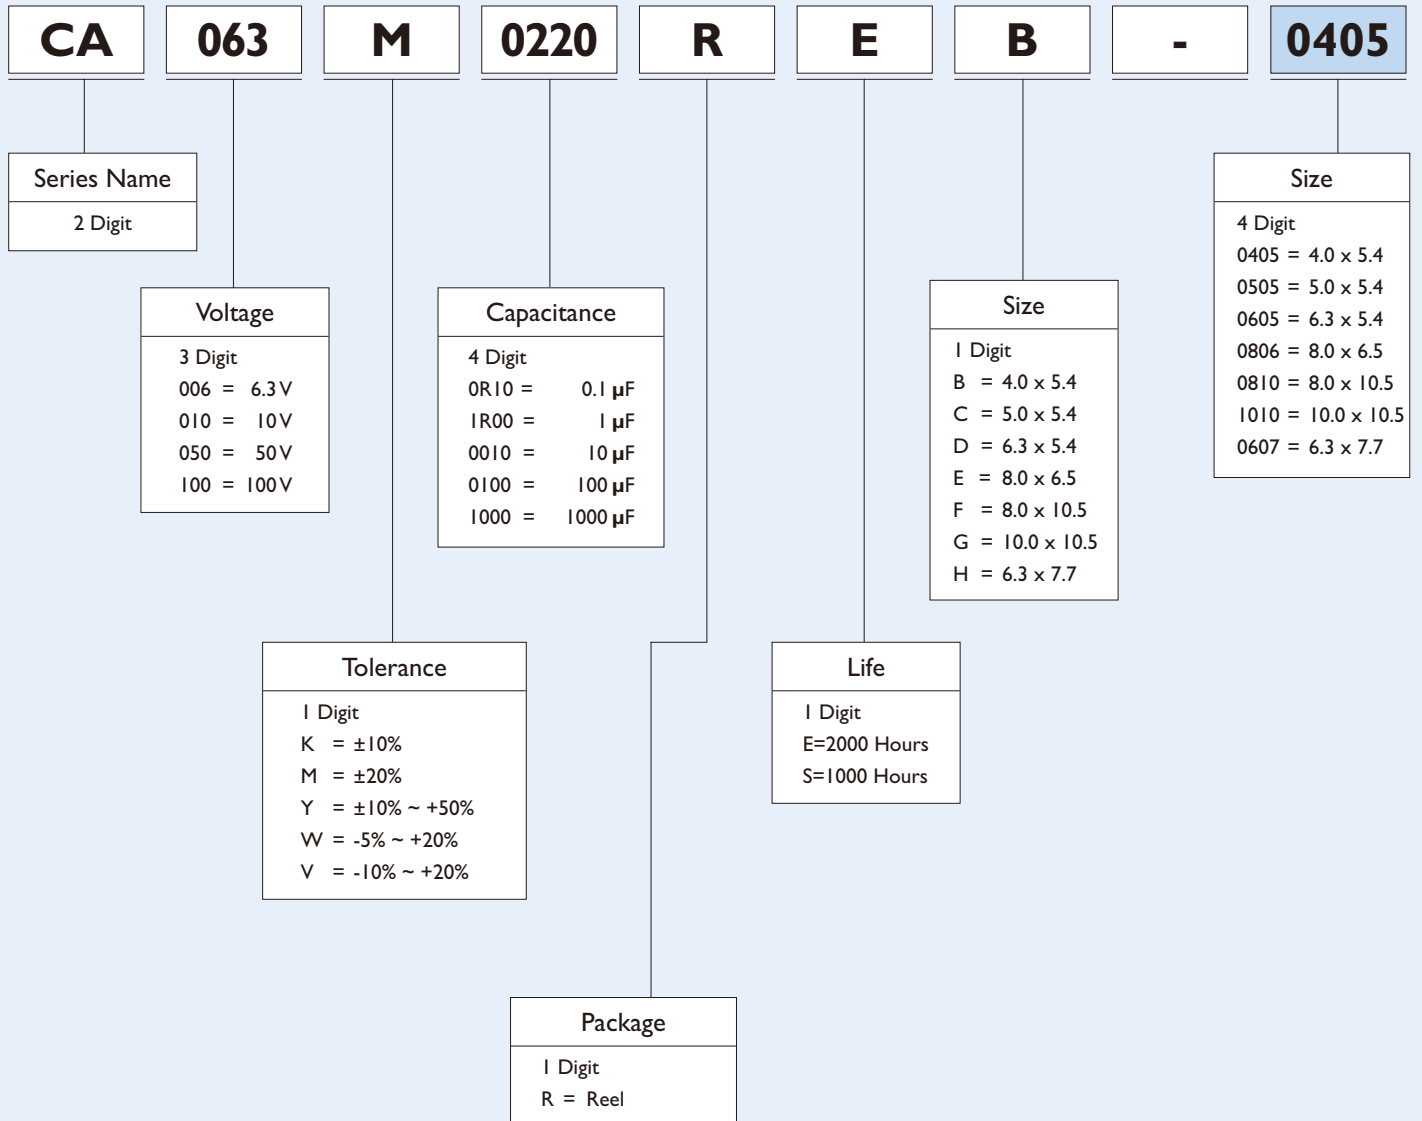 CA 063 M 0220 R E B - 0405
Series Name
2 Digit
Voltage
3 Digit
006 = 6.3V
010 = 10V
050 = 50V
100 = 100V
Capacitance
4 Digit
0R10 = 0.1 µF
1R00 = 1 µF
0010 = 10 µF
0100 = 100 µF
1000 = 1000 µF
Size
1 Digit
B = 4.0 x 5.4
C = 5.0 x 5.4
D = 6.3 x 5.4
E = 8.0 x 6.5
F = 8.0 x 10.5
G = 10.0 x 10.5
H = 6.3 x 7.7
Size
4 Digit
0405 = 4.0 x 5.4
0505 = 5.0 x 5.4
0605 = 6.3 x 5.4
0806 = 8.0 x 6.5
0810 = 8.0 x 10.5
1010 = 10.0 x 10.5
0607 = 6.3 x 7.7
Tolerance
1 Digit
K = ±10%
M = ±20%
Y = ±10% ~ +50%
W = -5% ~ +20%
V = -10% ~ +20%
Life
1 Digit
E=2000 Hours
S=1000 Hours
Package
1 Digit
R = Reel